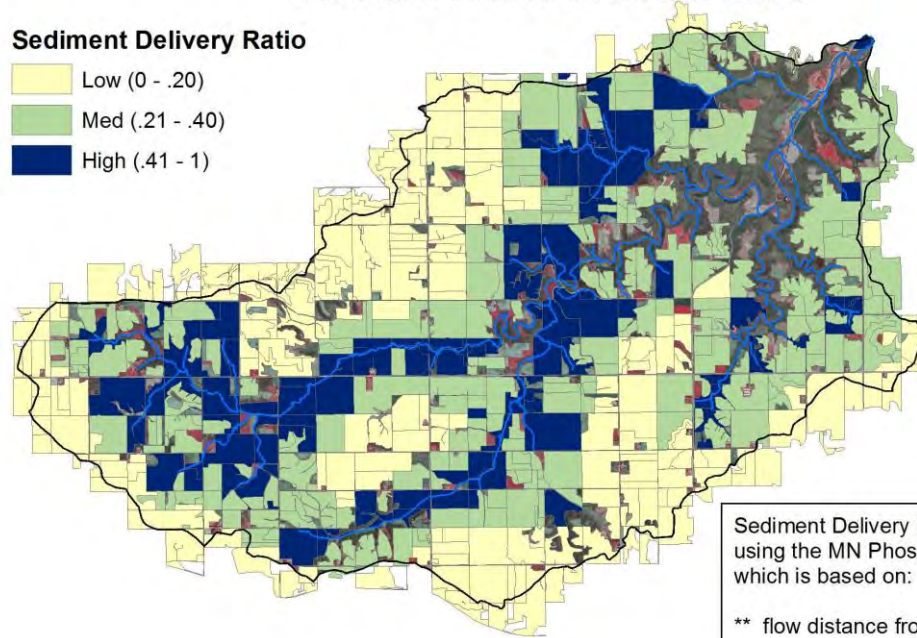 Sediment Delivery Ratio
Low (0 - .20)
Med (.21 - .40)
High (.41 - 1)
Sediment Delivery
using the MN Phos
which is based on:
** flow distance fro